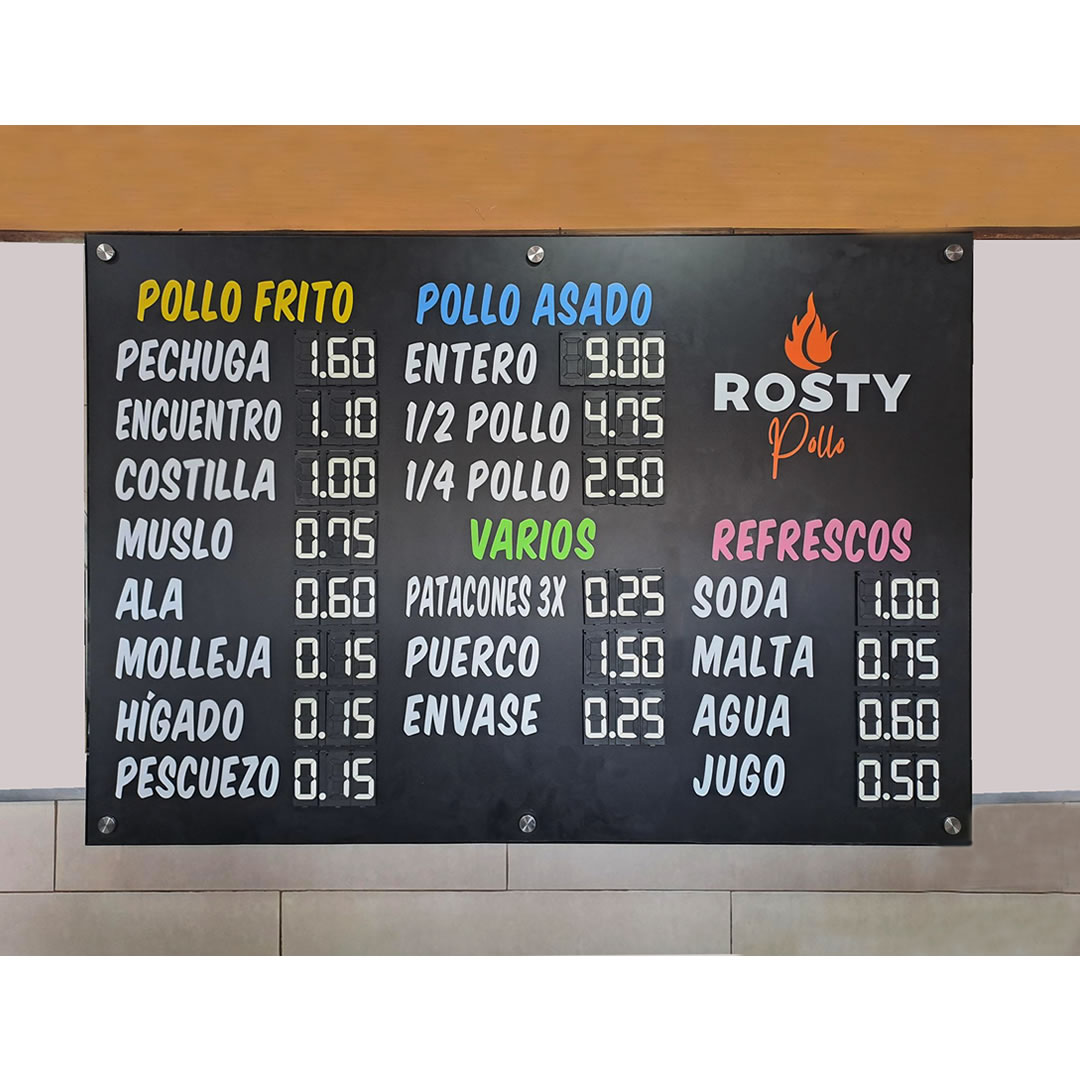 POLLO FRITO
PECHUGA 1.60
ENCUENTRO 1.10
COSTILLA 1.00
MUSLO 0.75
ALA 0.60
MOLLEJA 0.15
HÍGADO 0.15
PESCUEZO 0.15
POLLO ASADO
ENTERO 9.00
1/2 POLLO 4.75
1/4 POLLO 2.50
VARIOS
PATACONES 3X 0.25
PUERCO 1.50
ENVASE 0.25
ROSTY
Pollo
REFRESCOS
SODA 1.00
MALTA 0.75
AGUA 0.60
JUGO 0.50